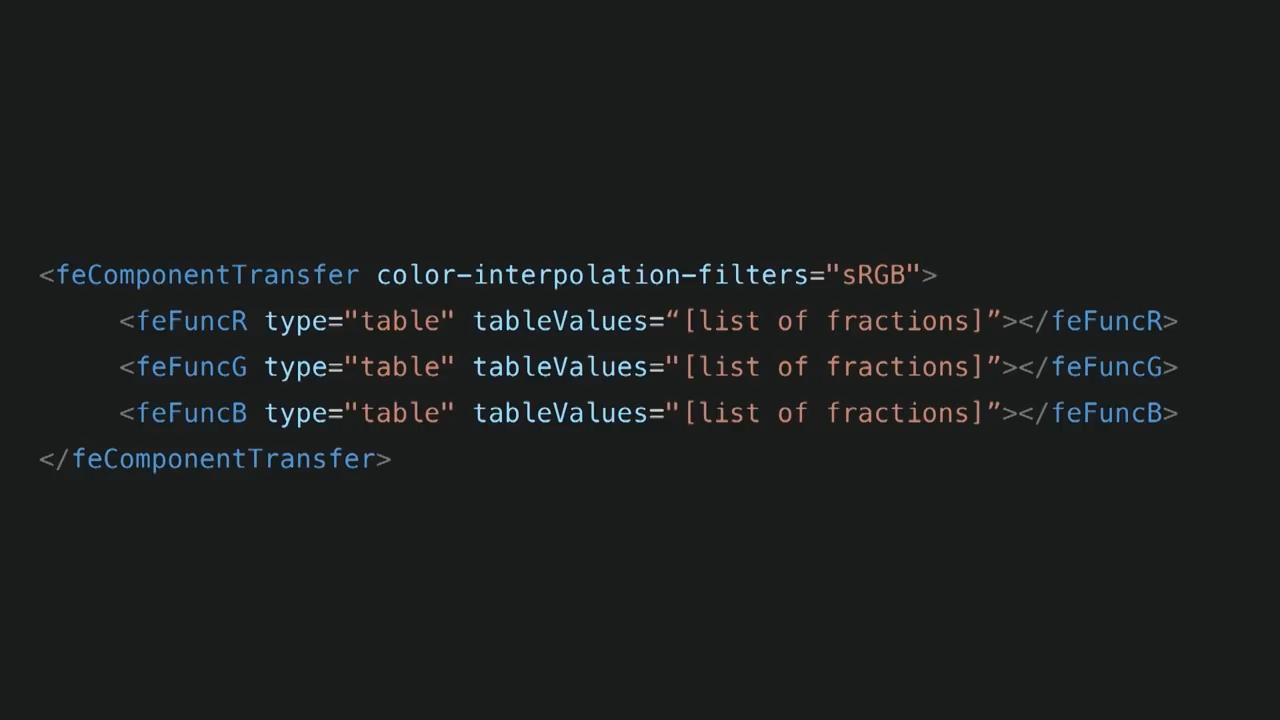 <feComponentTransfer color-interpolation-filters="sRGB">
<feFuncR type="table" tableValues=“[list of fractions]”></feFuncR>
<feFuncG type="table" tableValues="[list of fractions]”></feFuncG>
<feFuncB type="table" tableValues="[list of fractions]”></feFuncB>
</feComponentTransfer>